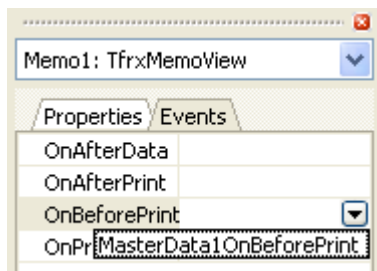 Memo1: TfrxMemoView
Properties Events
OnAfterData
OnAfterPrint
OnBeforePrint
OnPr MasterData1OnBeforePrint